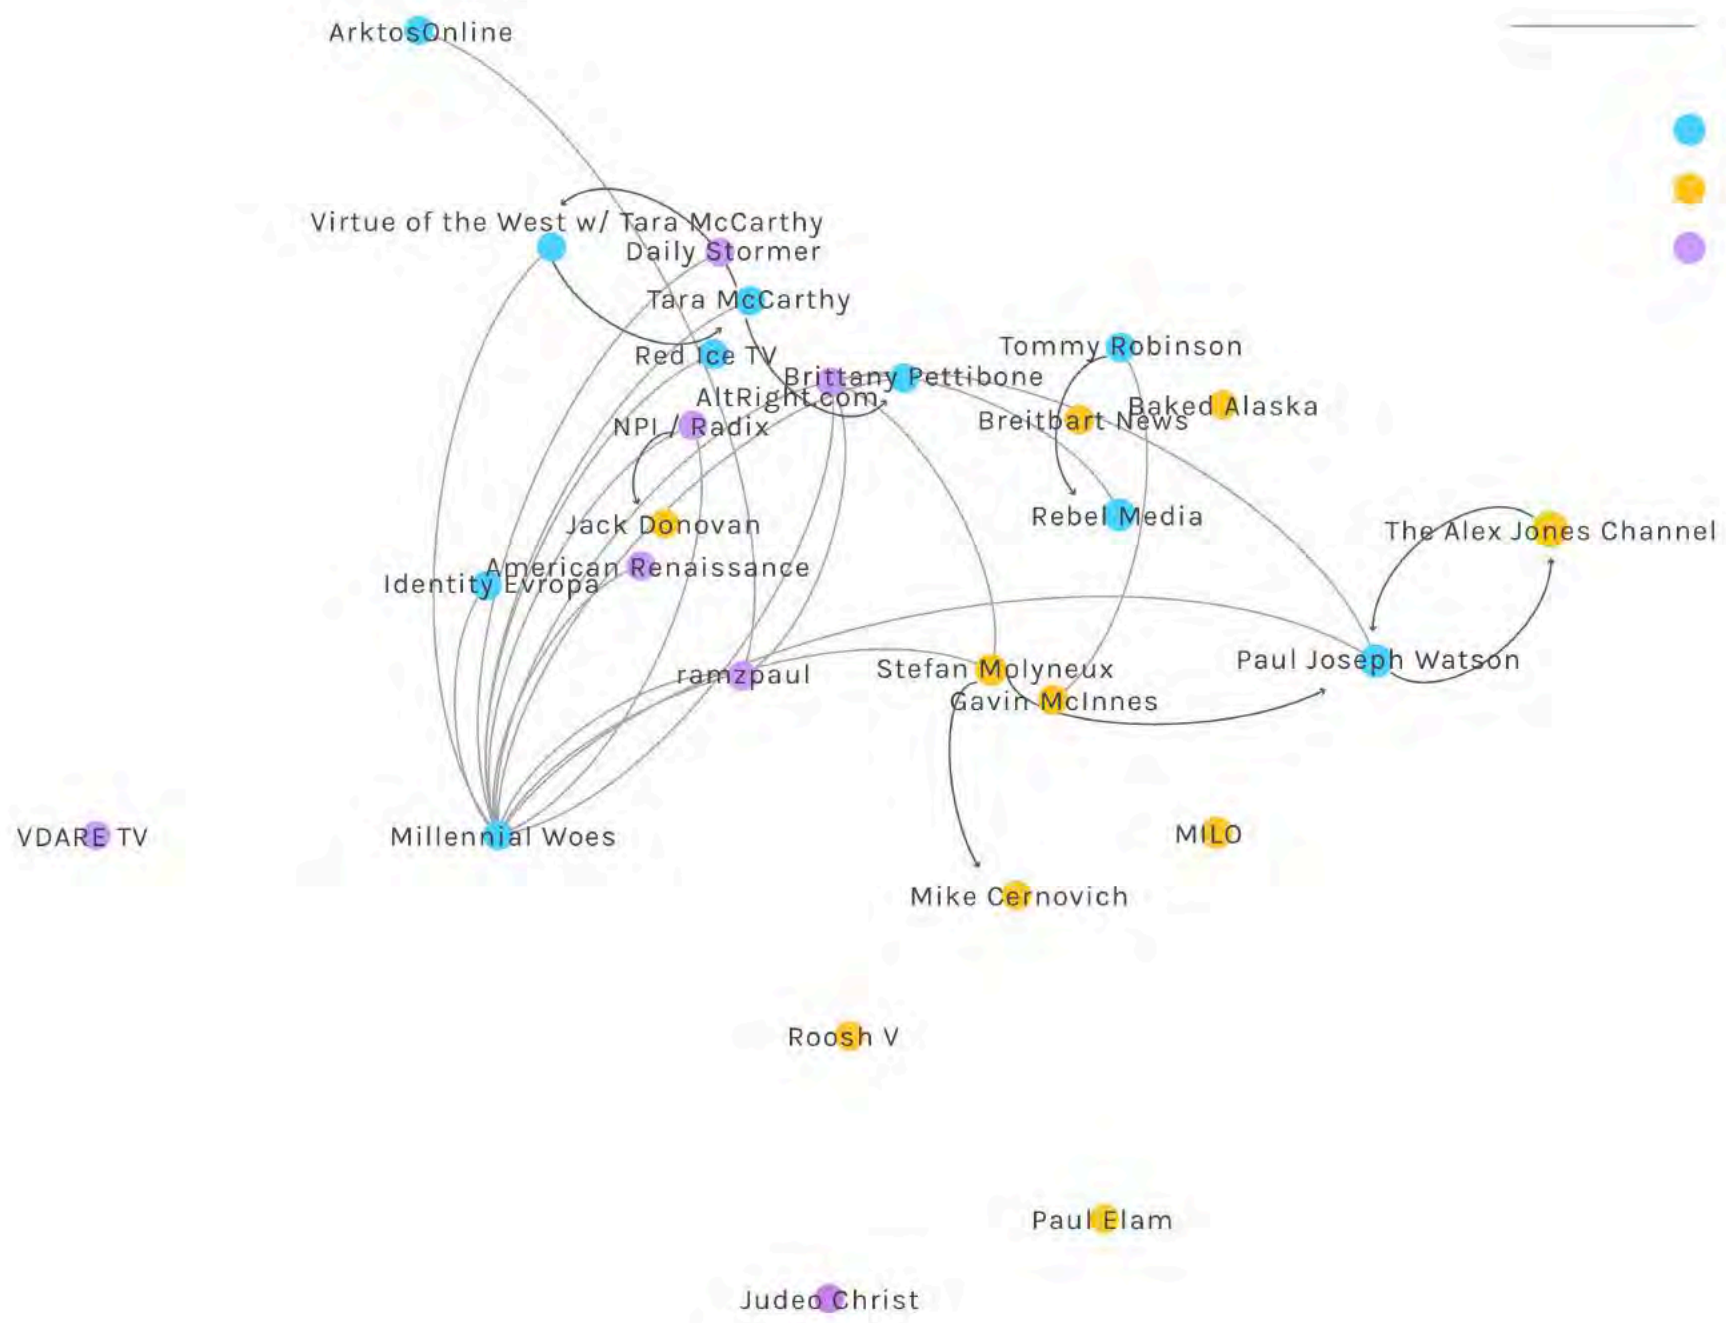 ArktosOnline
Virtue of the West w/ Tara McCarthy
Daily Stormer
Tara McCarthy
Red Ice TV
Tommy Robinson
Brittany Pettibone
AltRight.com
Baked Alaska
Breitbart News
NPI / Radix
Rebel Media
Jack Donovan
The Alex Jones Channel
American Renaissance
Identity Evropa
Paul Joseph Watson
Stefan Molyneux
ramzpaul
Gavin McInnes
MILO
VDARE TV
Millennial Woes
Mike Cernovich
Roosh V
Paul Elam
Judeo Christ